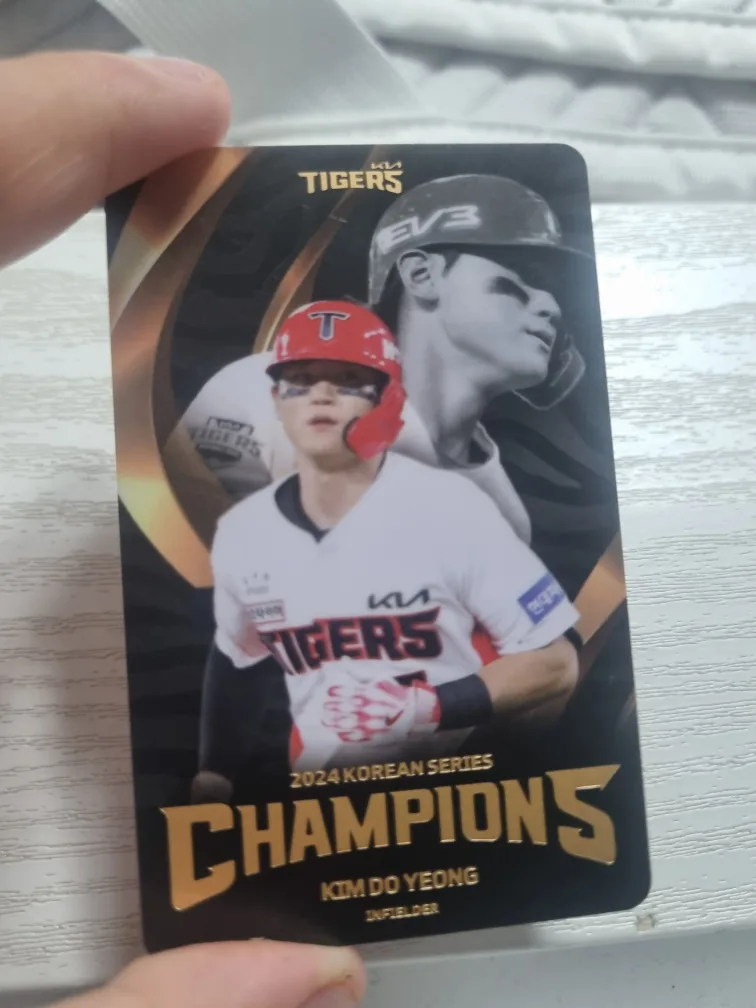 KIA
TIGERS
EV3
T
TIGERS
KIA
TIGERS
2024 KOREAN SERIES
CHAMPIONS
KIM DO YEONG
INFIELDER